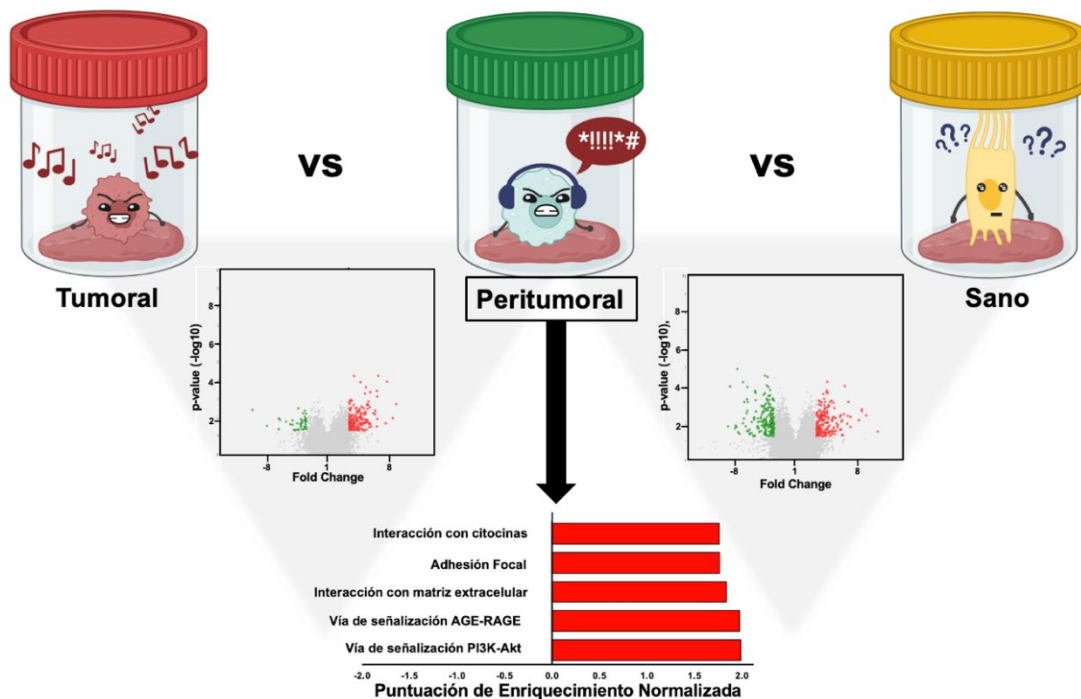 *!!!!*#
???
???
vs
vs
Tumoral
Peritumoral
Sano
p-value (-log10)
8
6
4
2
-8
1
8
Fold Change
p-value (-log10),
8
6
4
2
-8
1
8
Fold Change
Interacción con citocinas
Adhesión Focal
Interacción con matriz extracelular
Vía de señalización AGE-RAGE
Vía de señalización PI3K-Akt
-2.0 -1.5 -1.0 -0.5 0.0 0.5 1.0 1.5 2.0
Puntuación de Enriquecimiento Normalizada